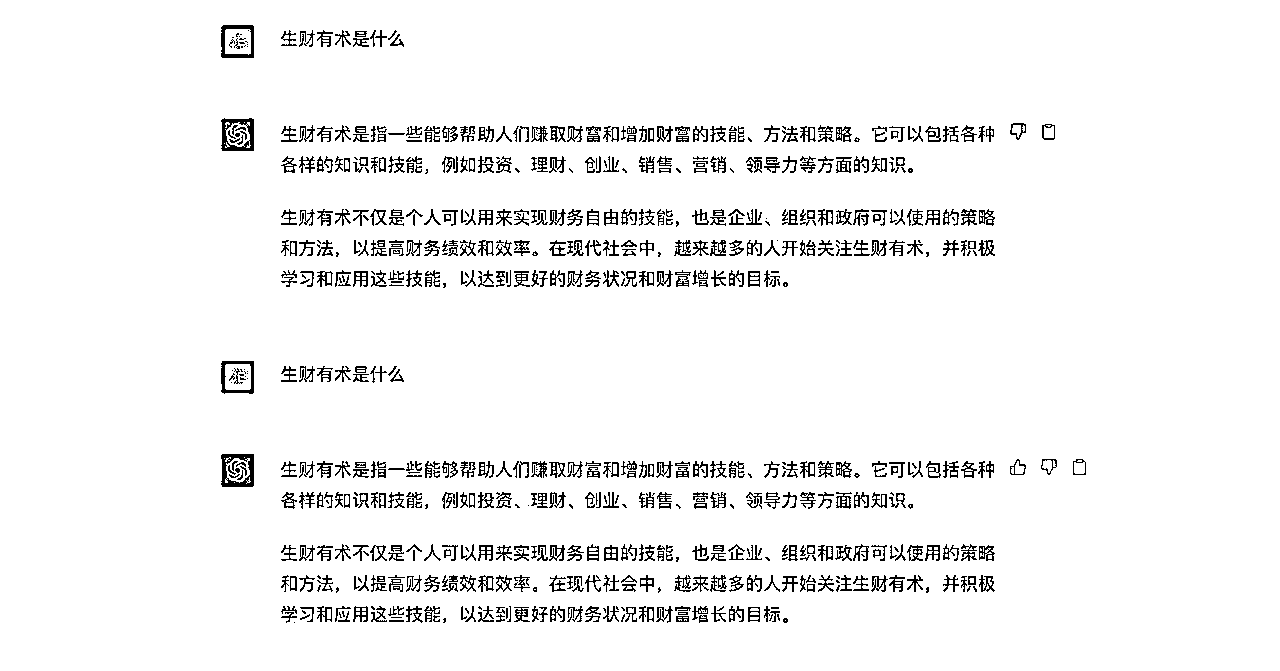 生财有术是什么
生财有术是指一些能够帮助人们赚取财富和增加财富的技能、方法和策略。它可以包括各种
各样的知识和技能，例如投资、理财、创业、销售、营销、领导力等方面的知识。
生财有术不仅是个人可以用来实现财务自由的技能，也是企业、组织和政府可以使用的策略
和方法，以提高财务绩效和效率。在现代社会中，越来越多的人开始关注生财有术，并积极
学习和应用这些技能，以达到更好的财务状况和财富增长的目标。
生财有术是什么
生财有术是指一些能够帮助人们赚取财富和增加财富的技能、方法和策略。它可以包括各种
各样的知识和技能，例如投资、理财、创业、销售、营销、领导力等方面的知识。
生财有术不仅是个人可以用来实现财务自由的技能，也是企业、组织和政府可以使用的策略
和方法，以提高财务绩效和效率。在现代社会中，越来越多的人开始关注生财有术，并积极
学习和应用这些技能，以达到更好的财务状况和财富增长的目标。